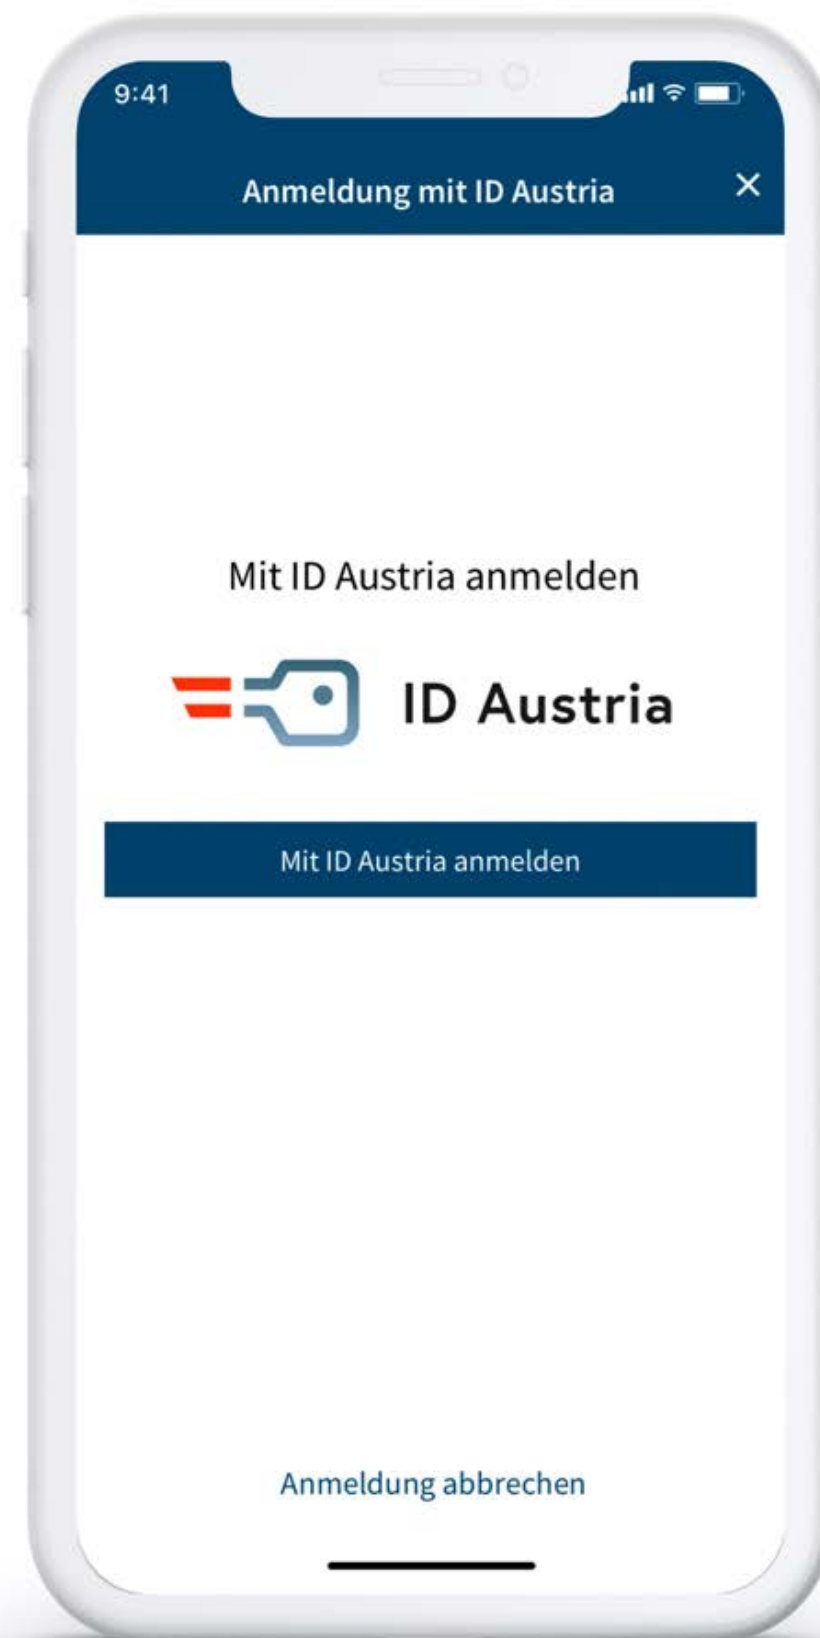 9:41
Anmeldung mit ID Austria
Mit ID Austria anmelden
ID Austria
Mit ID Austria anmelden
Anmeldung abbrechen